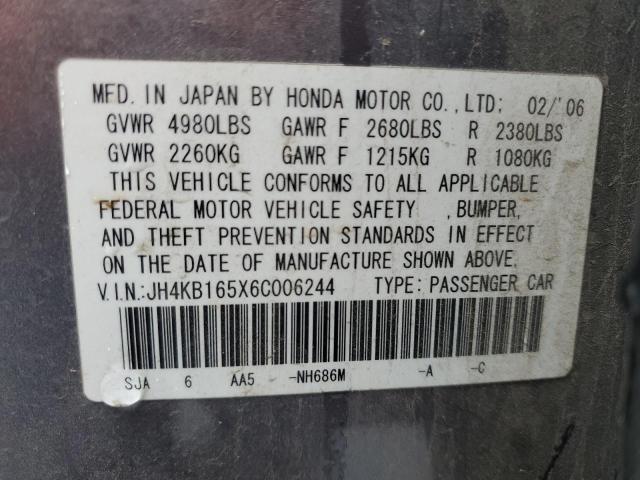 MFD. IN JAPAN BY HONDA MOTOR CO.,LTD: 02/'06
GVWR 4980LBS GAWR F 2680LBS R 2380LBS
GVWR 2260KG GAWR F 1215KG R 1080KG
THIS VEHICLE CONFORMS TO ALL APPLICABLE
FEDERAL MOTOR VEHICLE SAFETY ,BUMPER,
AND THEFT PREVENTION STANDARDS IN EFFECT
ON THE DATE OF MANUFACTURE SHOWN ABOVE.
V.I.N.:JH4KB165X6C006244 TYPE: PASSENGER CAR
SJA 6 AA5 -NH686M -A -C